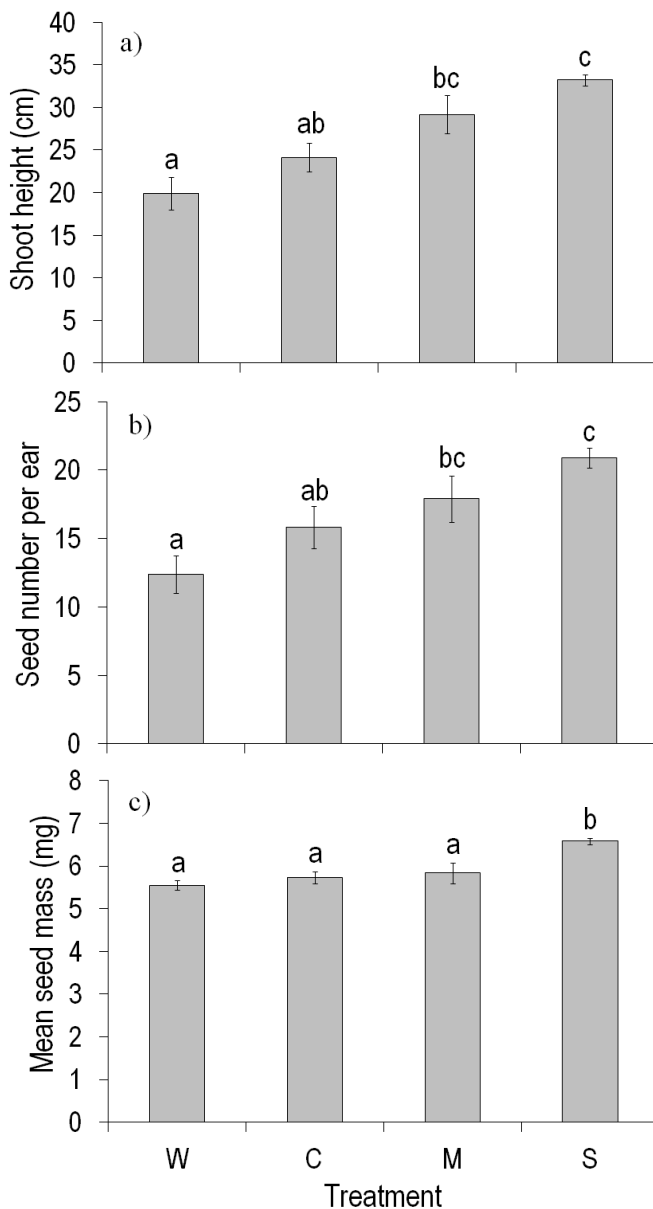 a)
Shoot height (cm)
40
35
30
25
20
15
10
5
0
a
ab
bc
c
b)
Seed number per ear
25
20
15
10
5
0
a
ab
bc
c
c)
Mean seed mass (mg)
8
7
6
5
4
3
2
1
0
a
a
a
b
W C M S
Treatment